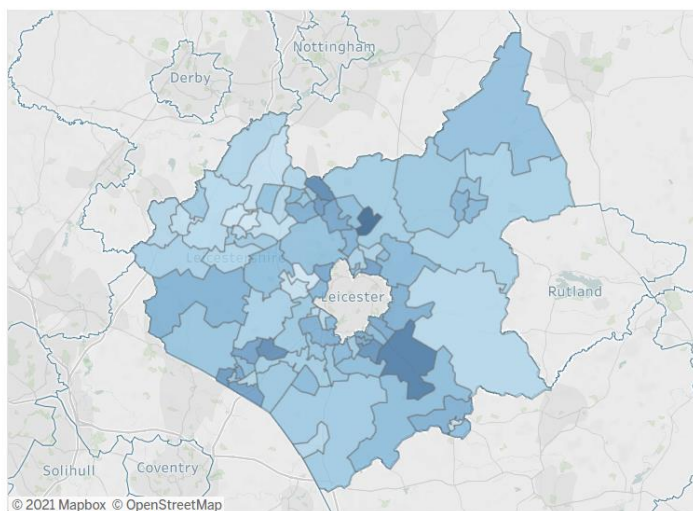 Nottingham
Derby
Leicestershire
Leicester
Rutland
Solihull
Coventry
© 2021 Mapbox © OpenStreetMap